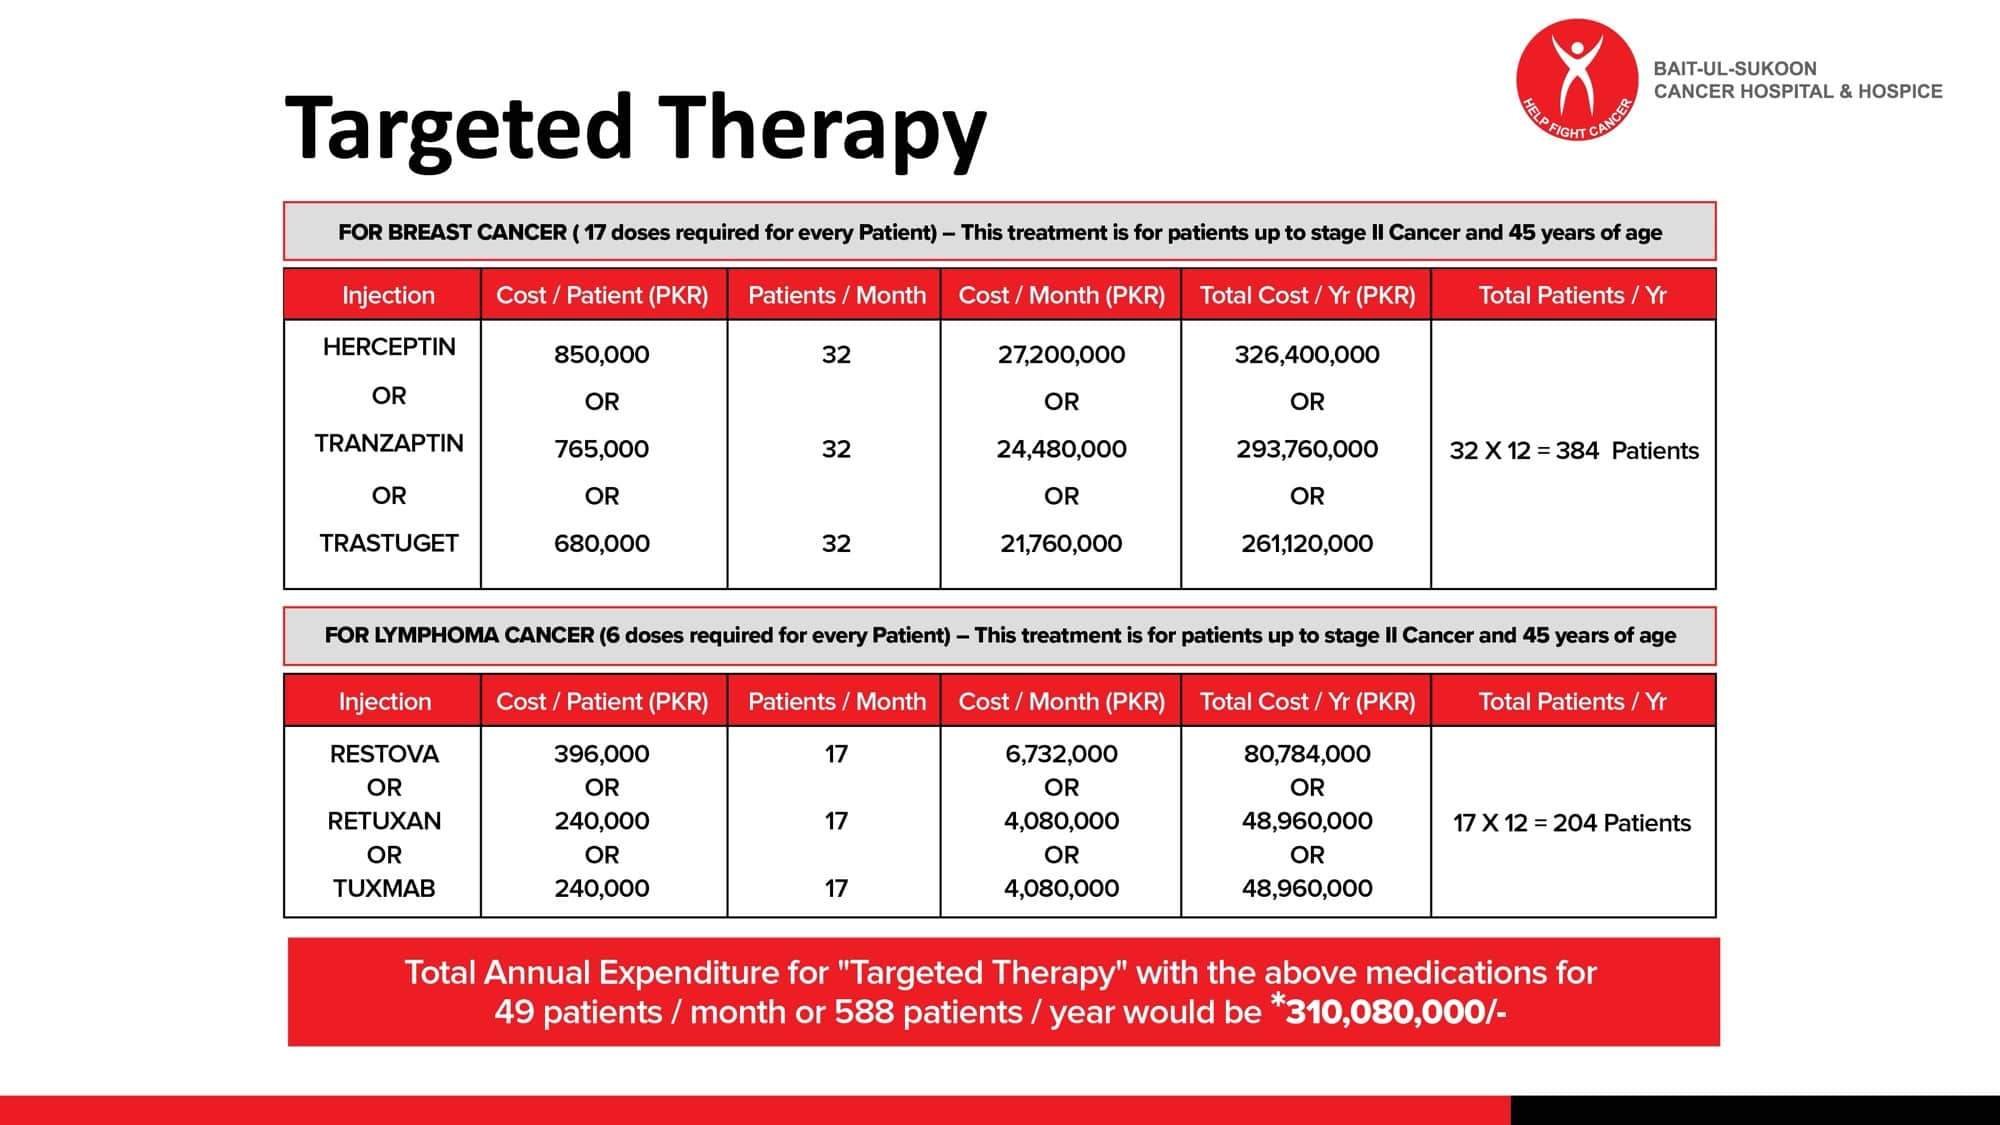 HELP FIGHT CANCER
BAIT-UL-SUKOON
CANCER HOSPITAL & HOSPICE
Targeted Therapy
FOR BREAST CANCER ( 17 doses required for every Patient) – This treatment is for patients up to stage II Cancer and 45 years of age
Injection Cost / Patient (PKR) Patients / Month Cost / Month (PKR) Total Cost / Yr (PKR) Total Patients / Yr
HERCEPTIN 850,000 32 27,200,000 326,400,000
OR OR OR OR
TRANZAPTIN 765,000 32 24,480,000 293,760,000 32 X 12 = 384 Patients
OR OR OR OR
TRASTUGET 680,000 32 21,760,000 261,120,000
FOR LYMPHOMA CANCER (6 doses required for every Patient) – This treatment is for patients up to stage II Cancer and 45 years of age
Injection Cost / Patient (PKR) Patients / Month Cost / Month (PKR) Total Cost / Yr (PKR) Total Patients / Yr
RESTOVA 396,000 17 6,732,000 80,784,000
OR OR OR OR
RETUXAN 240,000 17 4,080,000 48,960,000 17 X 12 = 204 Patients
OR OR OR OR
TUXMAB 240,000 17 4,080,000 48,960,000
Total Annual Expenditure for "Targeted Therapy" with the above medications for
49 patients / month or 588 patients / year would be *310,080,000/-